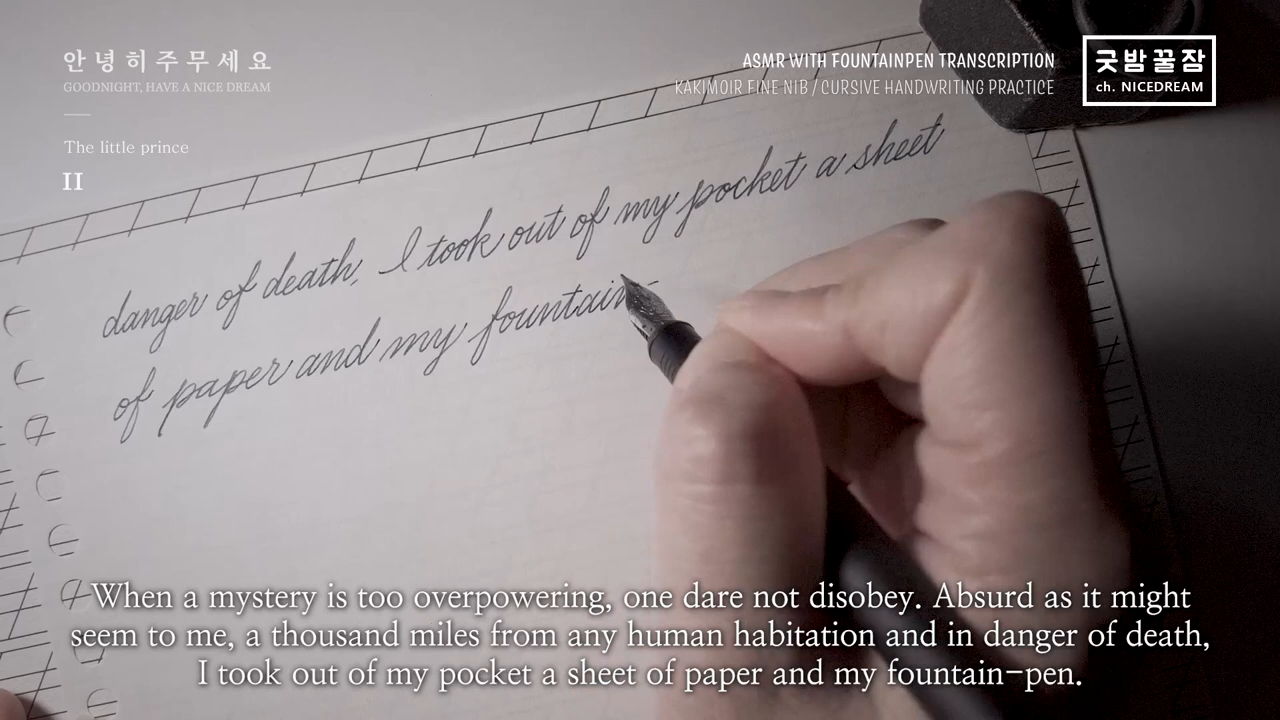 안녕히주무세요
GOODNIGHT, HAVE A NICE DREAM
The little prince
II
ASMR WITH FOUNTAINPEN TRANSCRIPTION
KAKIMOIR FINE NIB / CURSIVE HANDWRITING PRACTICE
굿밤꿀잠
ch. NICEDREAM
danger of death, I took out of my pocket a sheet
of paper and my fountain-
When a mystery is too overpowering, one dare not disobey. Absurd as it might
seem to me, a thousand miles from any human habitation and in danger of death,
I took out of my pocket a sheet of paper and my fountain-pen.